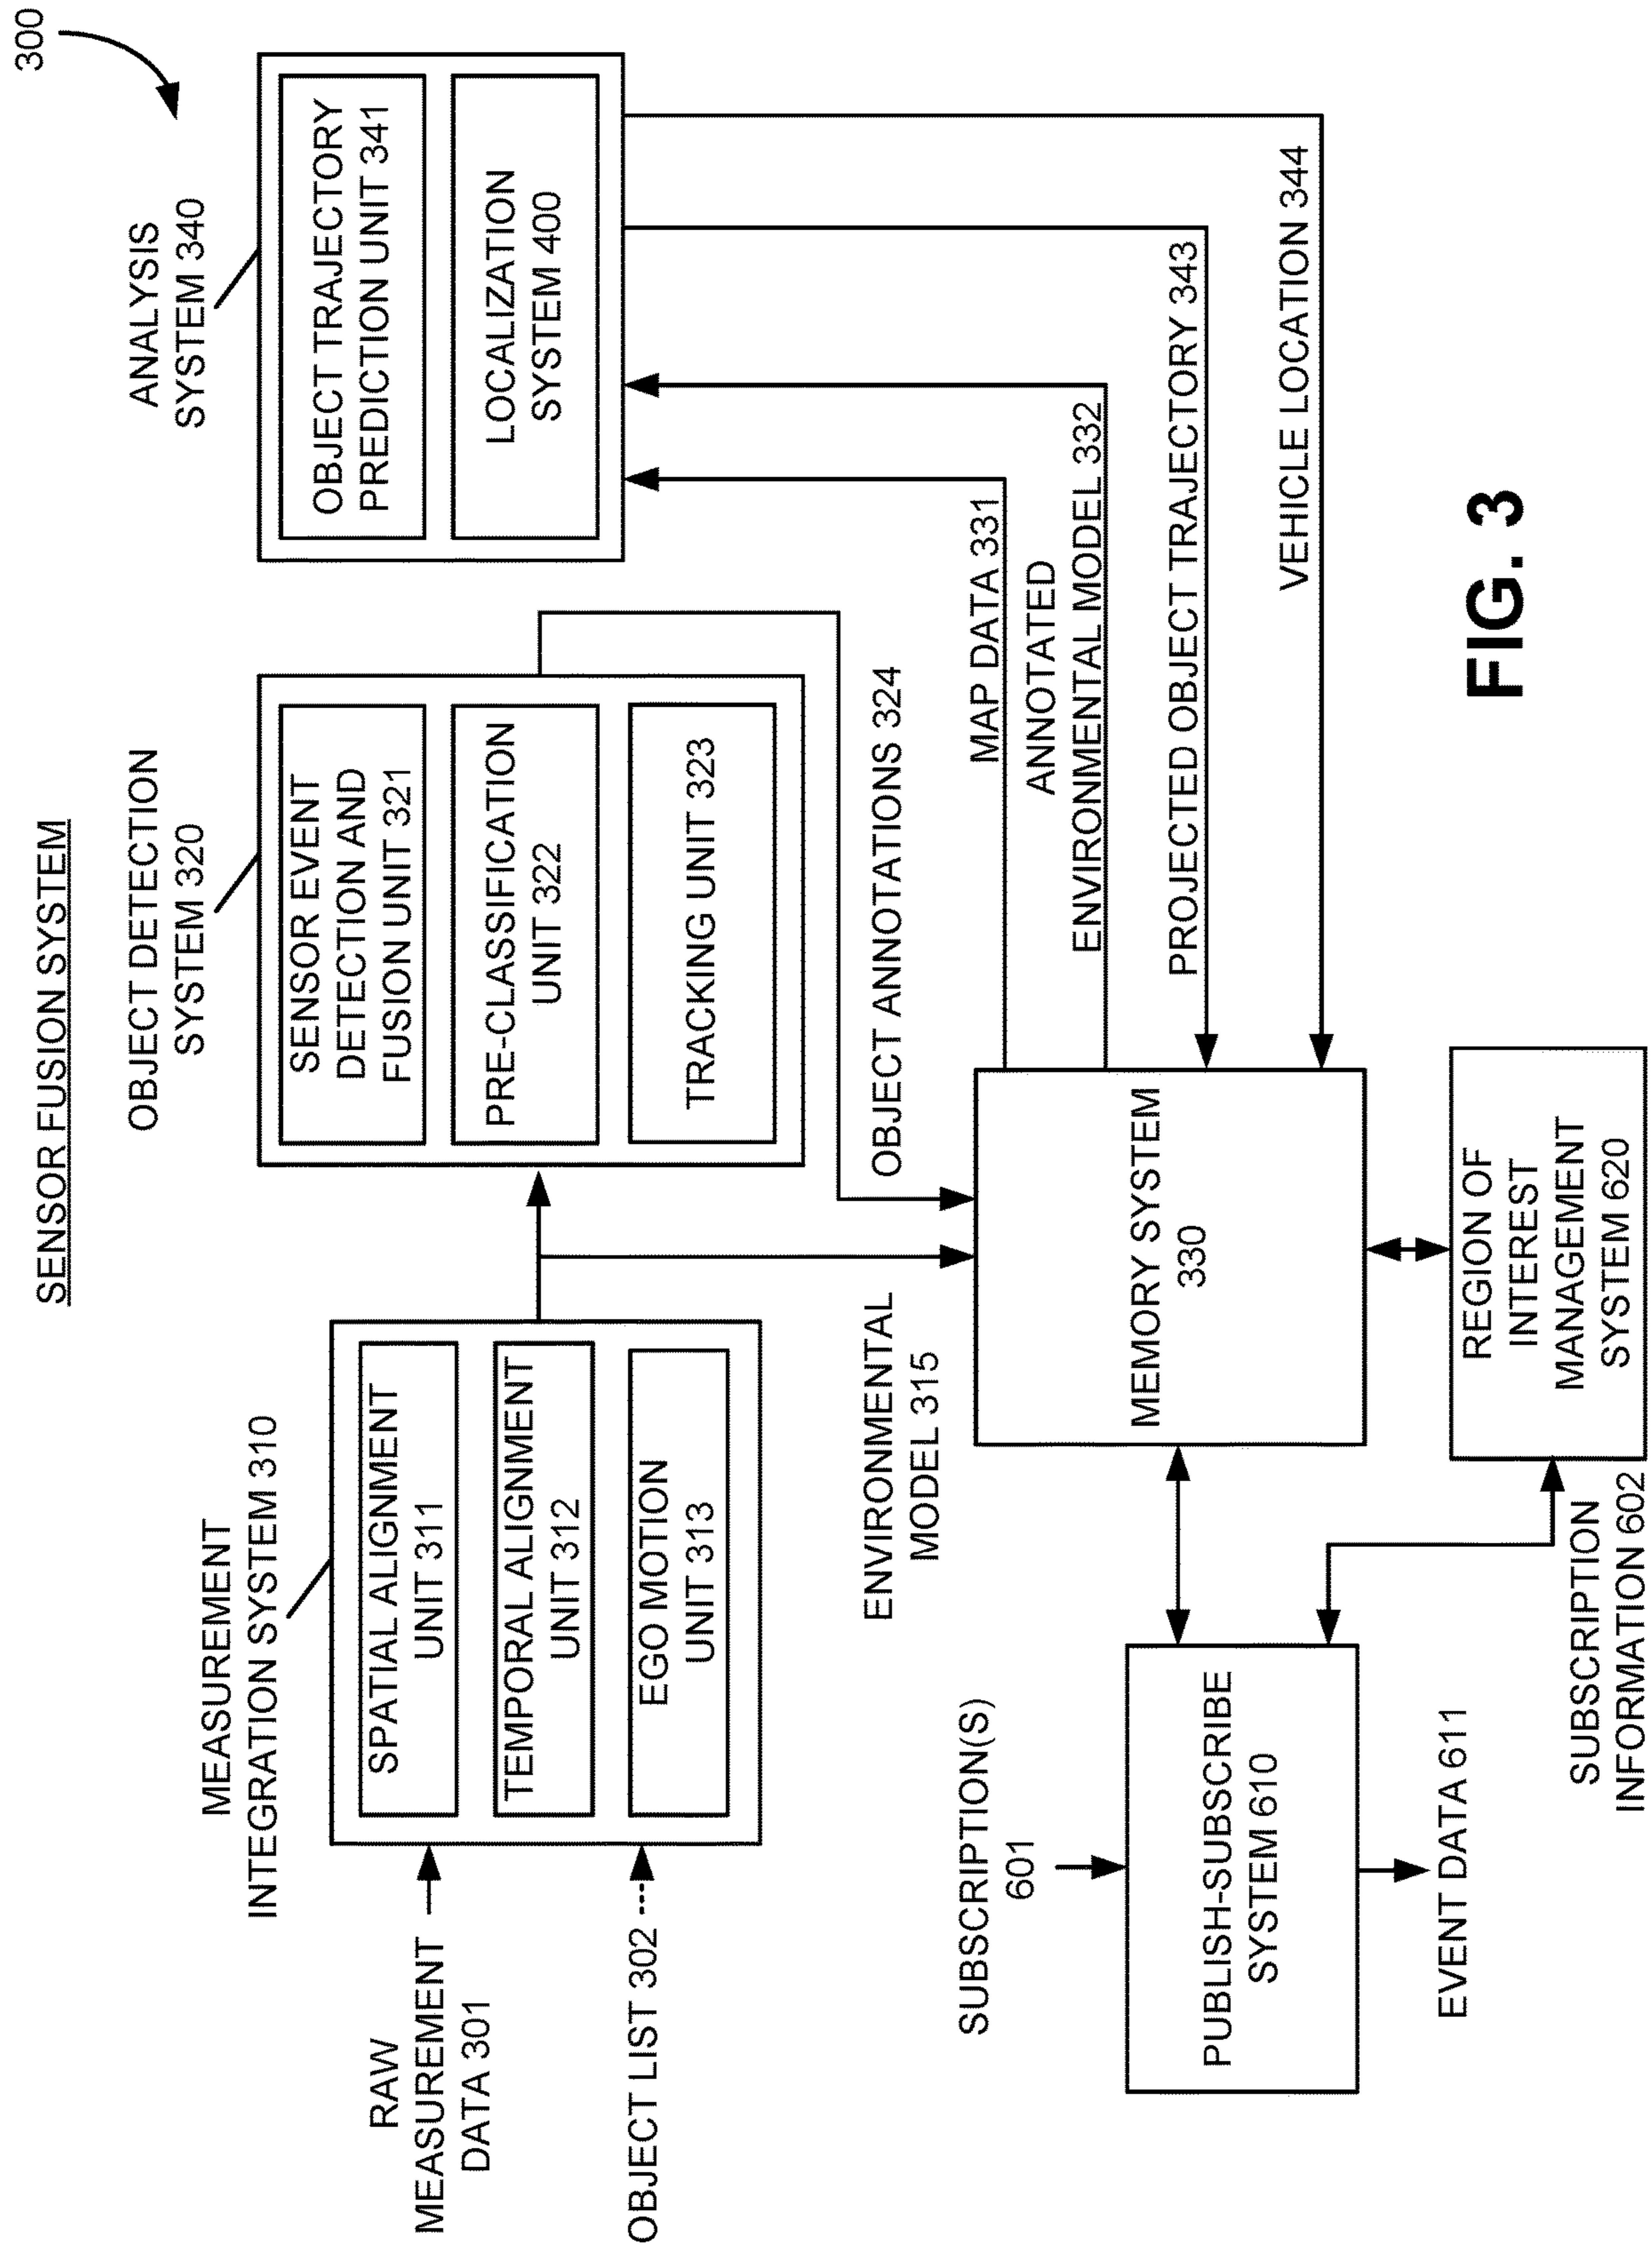 SENSOR FUSION SYSTEM
300
MEASUREMENT
INTEGRATION SYSTEM 310
SPATIAL ALIGNMENT
UNIT 311
TEMPORAL ALIGNMENT
UNIT 312
EGO MOTION
UNIT 313
RAW
MEASUREMENT
DATA 301
OBJECT LIST 302
OBJECT DETECTION
SYSTEM 320
SENSOR EVENT
DETECTION AND
FUSION UNIT 321
PRE-CLASSIFICATION
UNIT 322
TRACKING UNIT 323
ANALYSIS
SYSTEM 340
OBJECT TRAJECTORY
PREDICTION UNIT 341
LOCALIZATION
SYSTEM 400
ENVIRONMENTAL
MODEL 315
OBJECT ANNOTATIONS 324
MAP DATA 331
ANNOTATED
ENVIRONMENTAL MODEL 332
PROJECTED OBJECT TRAJECTORY 343
VEHICLE LOCATION 344
MEMORY SYSTEM
330
SUBSCRIPTION(S)
601
PUBLISH-SUBSCRIBE
SYSTEM 610
EVENT DATA 611
REGION OF
INTEREST
MANAGEMENT
SYSTEM 620
SUBSCRIPTION
INFORMATION 602
FIG. 3